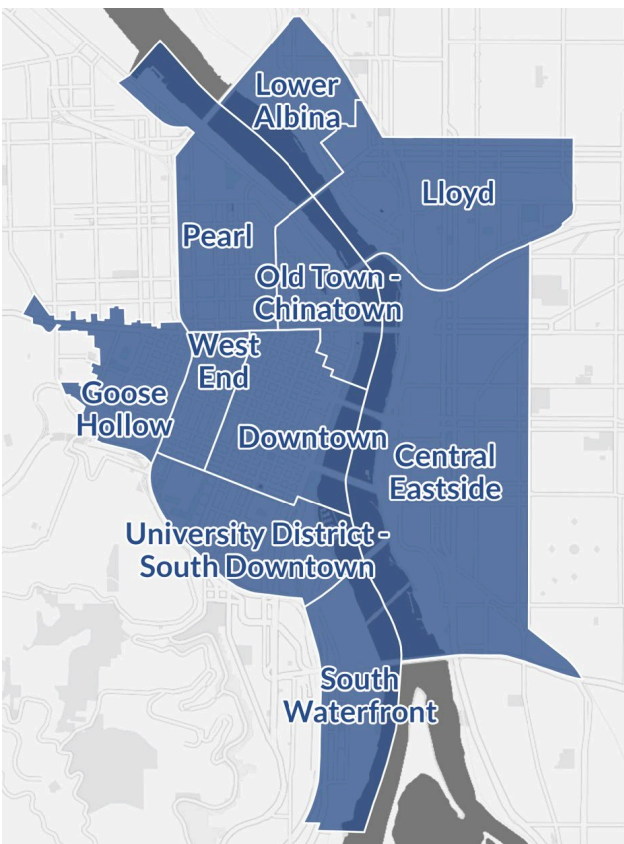 Lower
Albina
Lloyd
Pearl
Old Town -
Chinatown
West
End
Goose
Hollow
Downtown
Central
Eastside
University District -
South Downtown
South
Waterfront